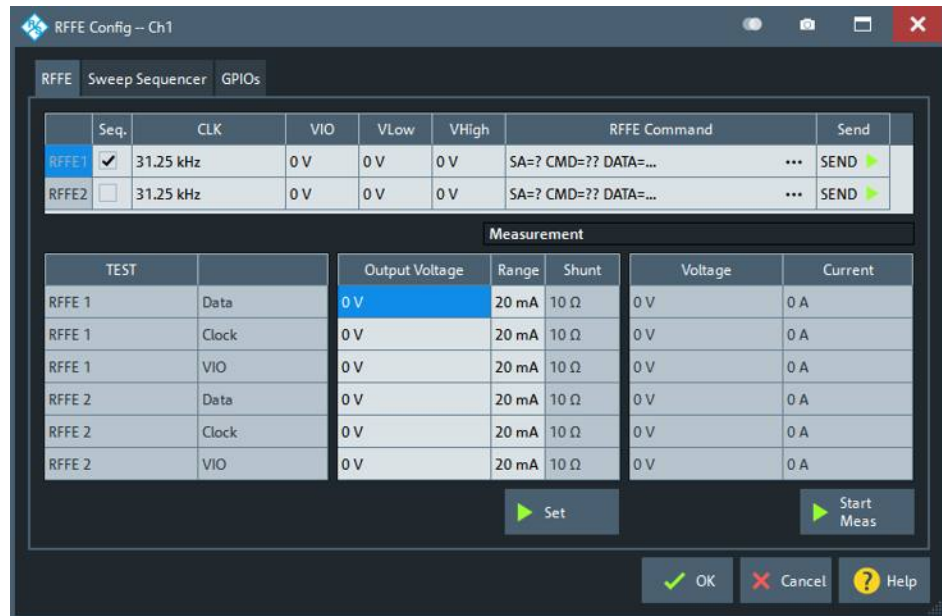 RFFE Config -- Ch1
RFFE Sweep Sequencer GPIOs
Seq. CLK VIO VLow VHigh RFFE Command Send
RFFE1 31.25 kHz 0 V 0 V 0 V SA=? CMD=?? DATA=... ... SEND
RFFE2 31.25 kHz 0 V 0 V 0 V SA=? CMD=?? DATA=... ... SEND
Measurement
TEST Output Voltage Range Shunt Voltage Current
RFFE 1 Data 0 V 20 mA 10 Ω 0 V 0 A
RFFE 1 Clock 0 V 20 mA 10 Ω 0 V 0 A
RFFE 1 VIO 0 V 20 mA 10 Ω 0 V 0 A
RFFE 2 Data 0 V 20 mA 10 Ω 0 V 0 A
RFFE 2 Clock 0 V 20 mA 10 Ω 0 V 0 A
RFFE 2 VIO 0 V 20 mA 10 Ω 0 V 0 A
Set Start
Meas
OK Cancel ? Help